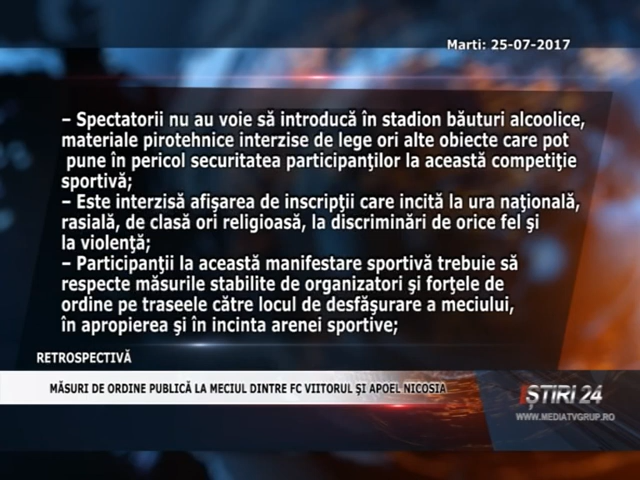 Marti: 25-07-2017
– Spectatorii nu au voie să introducă în stadion băuturi alcoolice,
materiale pirotehnice interzise de lege ori alte obiecte care pot
pune în pericol securitatea participanţilor la această competiţie
sportivă;
– Este interzisă afişarea de inscripţii care incită la ura naţională,
rasială, de clasă ori religioasă, la discriminări de orice fel şi
la violenţă;
– Participanţii la această manifestare sportivă trebuie să
respecte măsurile stabilite de organizatori şi forţele de
ordine pe traseele către locul de desfăşurare a meciului,
în apropierea şi în incinta arenei sportive;
RETROSPECTIVĂ
MĂSURI DE ORDINE PUBLICĂ LA MECIUL DINTRE FC VIITORUL ŞI APOEL NICOSIA
ŞTIRI 24
WWW.MEDIATVGRUP.RO